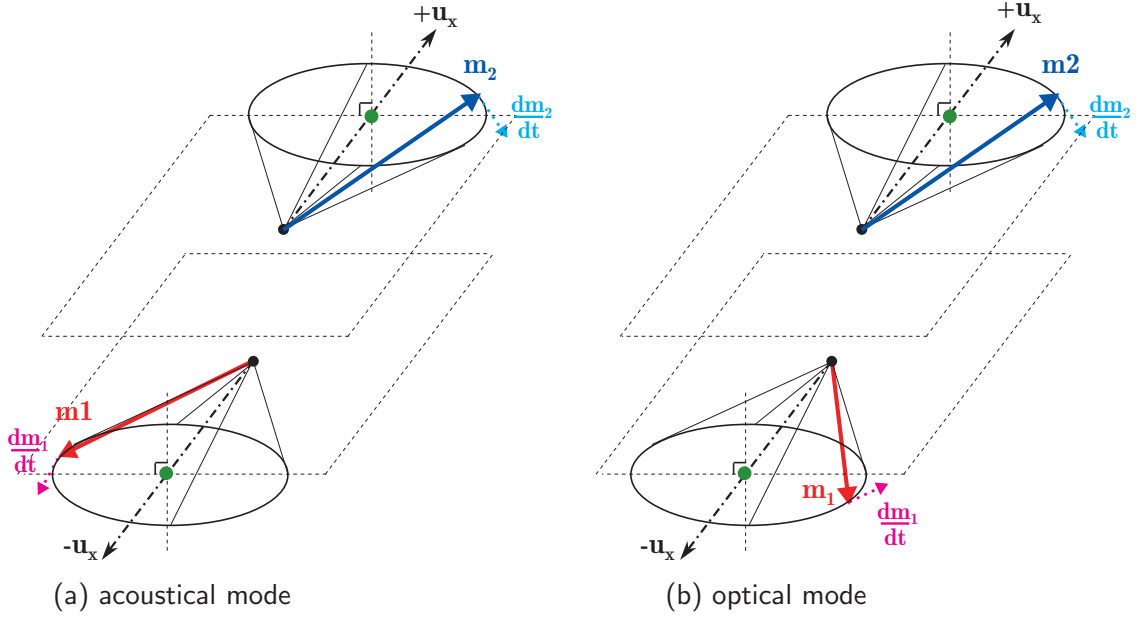 +u_x
m_2
dm_2
dt
m1
dm_1
dt
-u_x
(a) acoustical mode
+u_x
m2
dm_2
dt
m_1
dm_1
dt
-u_x
(b) optical mode